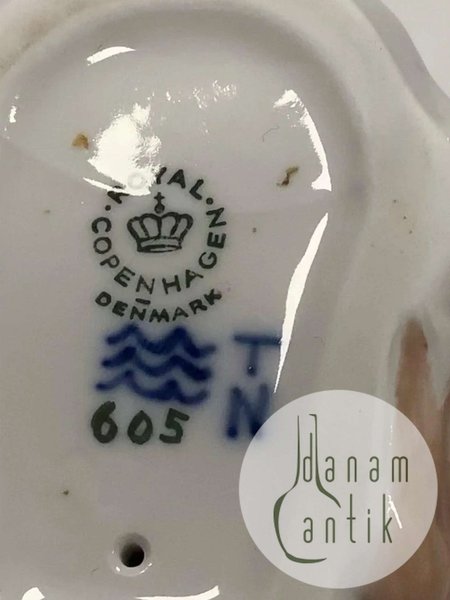 ROYAL
COPENHAGEN
DENMARK
T
N
605
danam
antik